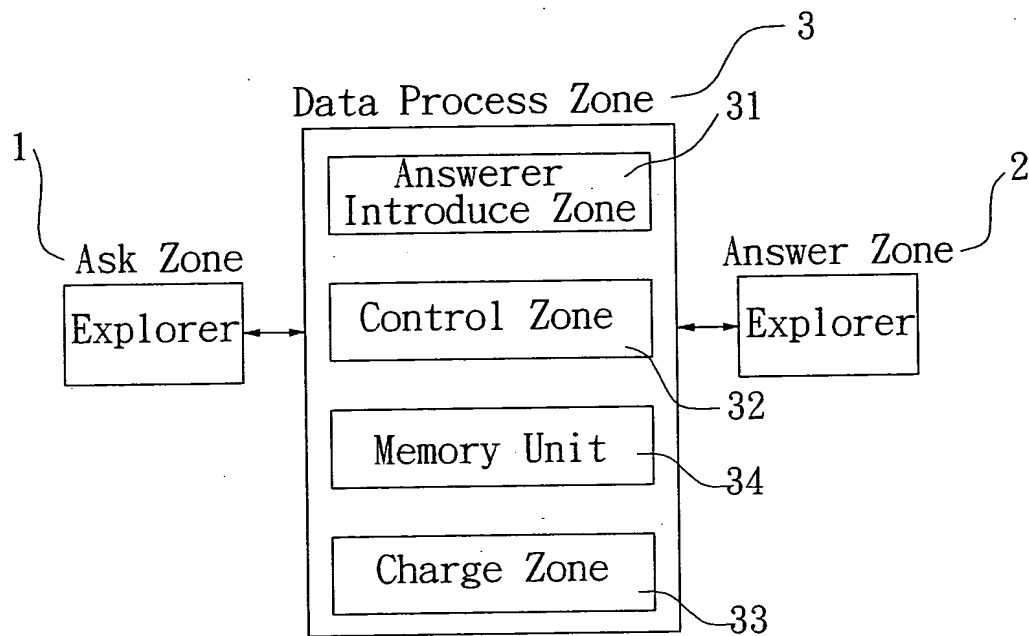 3
Data Process Zone
31
1
Answerer
Introduce Zone
2
Ask Zone
Answer Zone
Explorer
Control Zone
Explorer
32
Memory Unit
34
Charge Zone
33